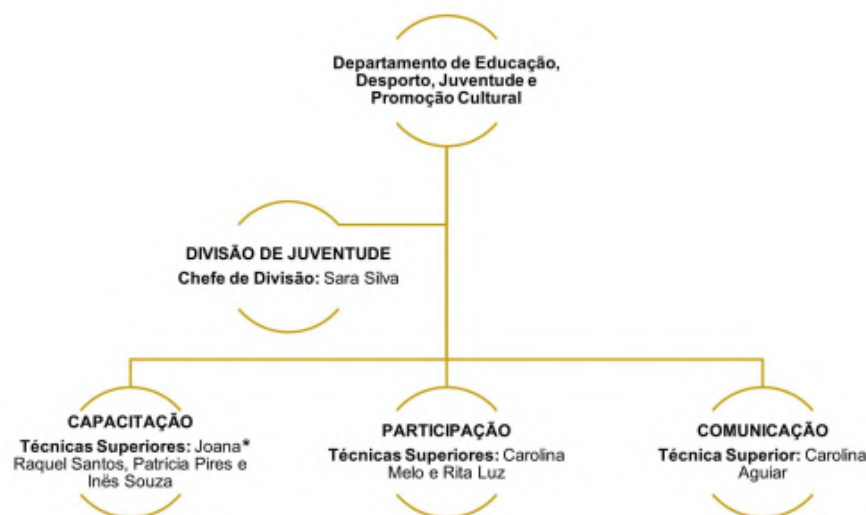 Departamento de Educação,
Desporto, Juventude e
Promoção Cultural
DIVISÃO DE JUVENTUDE
Chefe de Divisão: Sara Silva
CAPACITAÇÃO
Técnicas Superiores: Joana*
Raquel Santos, Patrícia Pires e
Inês Souza
PARTICIPAÇÃO
Técnicas Superiores: Carolina
Melo e Rita Luz
COMUNICAÇÃO
Técnica Superior: Carolina
Aguiar